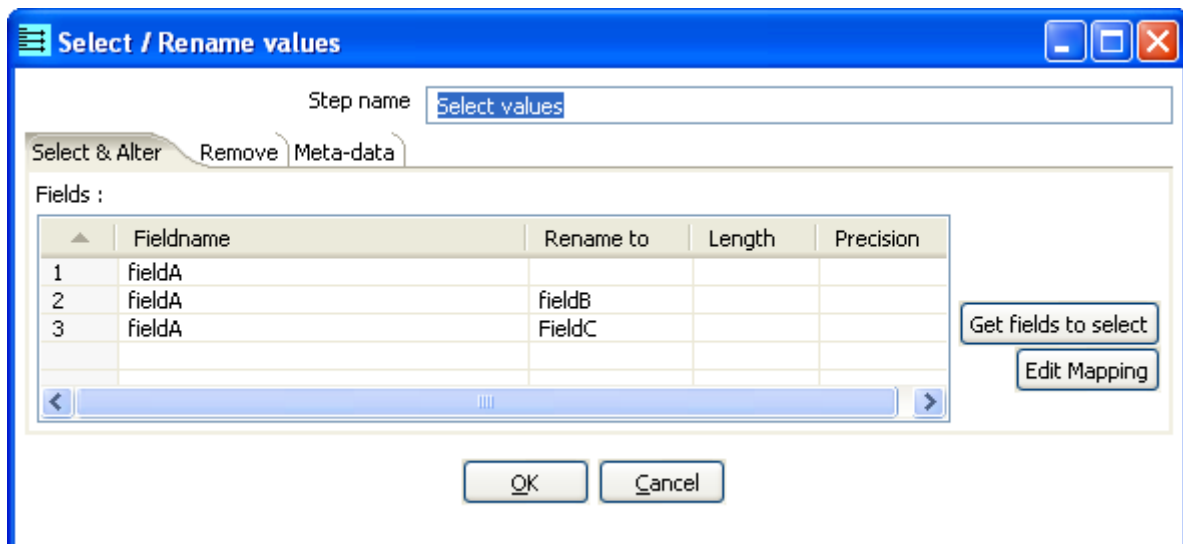 Select / Rename values
Step name Select values
Select & Alter Remove Meta-data
Fields :
Fieldname Rename to Length Precision
1 fieldA
2 fieldA fieldB
3 fieldA FieldC
Get fields to select
Edit Mapping
OK Cancel